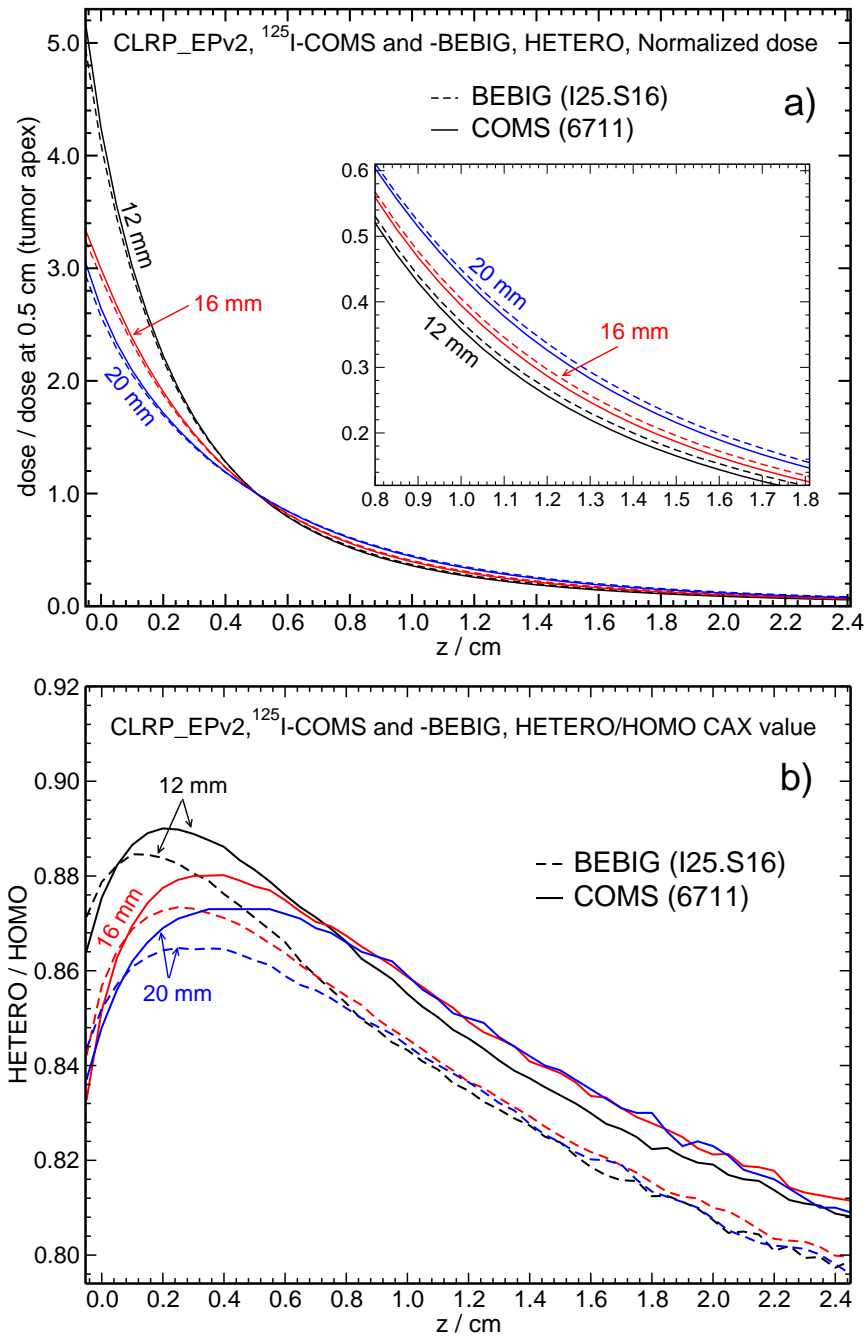 CLRP_EPv2, ¹²⁵I-COMS and -BEBIG, HETERO, Normalized dose
BEBIG (I25.S16)
COMS (6711)
a)
5.0
4.0
3.0
2.0
1.0
0.0
dose / dose at 0.5 cm (tumor apex)
12 mm
16 mm
20 mm
0.6
0.5
0.4
0.3
0.2
20 mm
16 mm
12 mm
0.8 0.9 1.0 1.1 1.2 1.3 1.4 1.5 1.6 1.7 1.8
0.0 0.2 0.4 0.6 0.8 1.0 1.2 1.4 1.6 1.8 2.0 2.2 2.4
z / cm
0.92
0.90
0.88
0.86
0.84
0.82
0.80
HETERO / HOMO
CLRP_EPv2, ¹²⁵I-COMS and -BEBIG, HETERO/HOMO CAX value
b)
12 mm
BEBIG (I25.S16)
COMS (6711)
16 mm
20 mm
0.0 0.2 0.4 0.6 0.8 1.0 1.2 1.4 1.6 1.8 2.0 2.2 2.4
z / cm